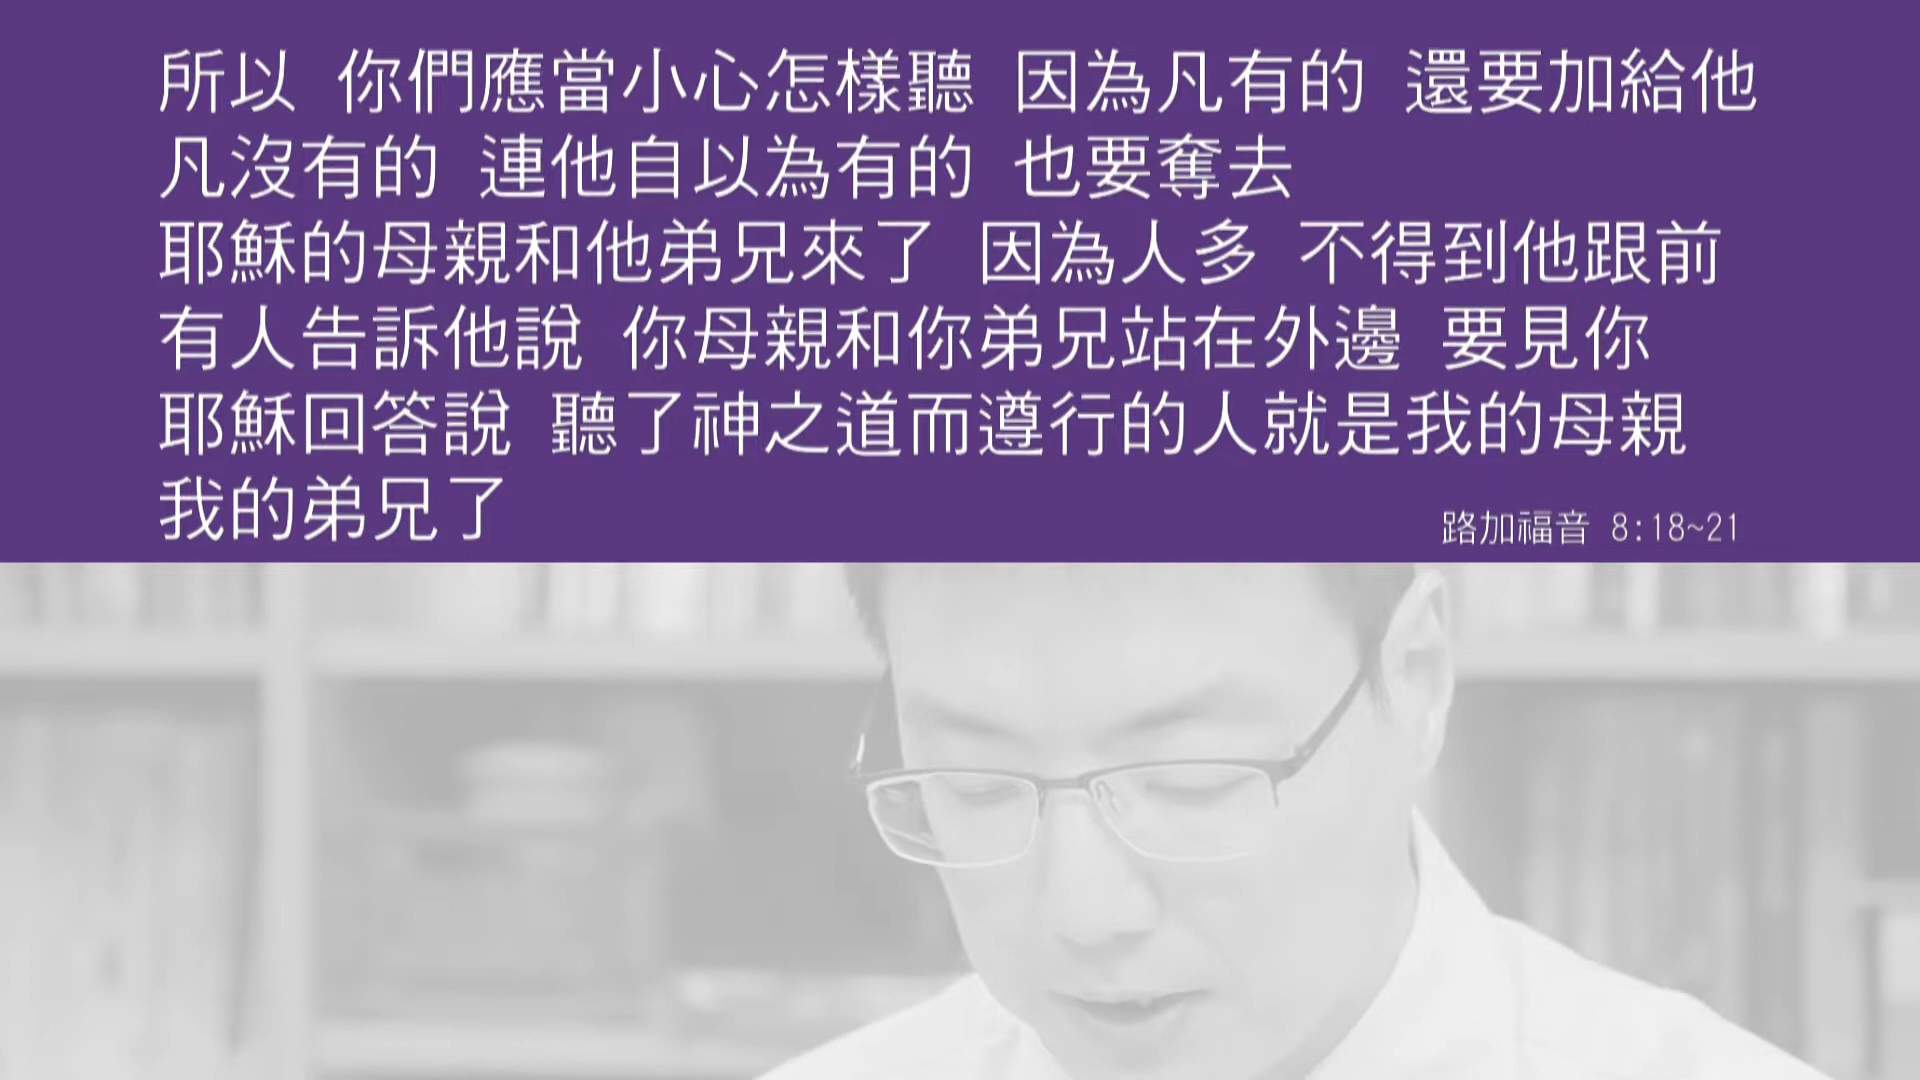 所以 你們應當小心怎樣聽 因為凡有的 還要加給他
凡沒有的 連他自以為有的 也要奪去
耶穌的母親和他弟兄來了 因為人多 不得到他跟前
有人告訴他說 你母親和你弟兄站在外邊 要見你
耶穌回答說 聽了神之道而遵行的人就是我的母親
我的弟兄了
路加福音 8:18~21